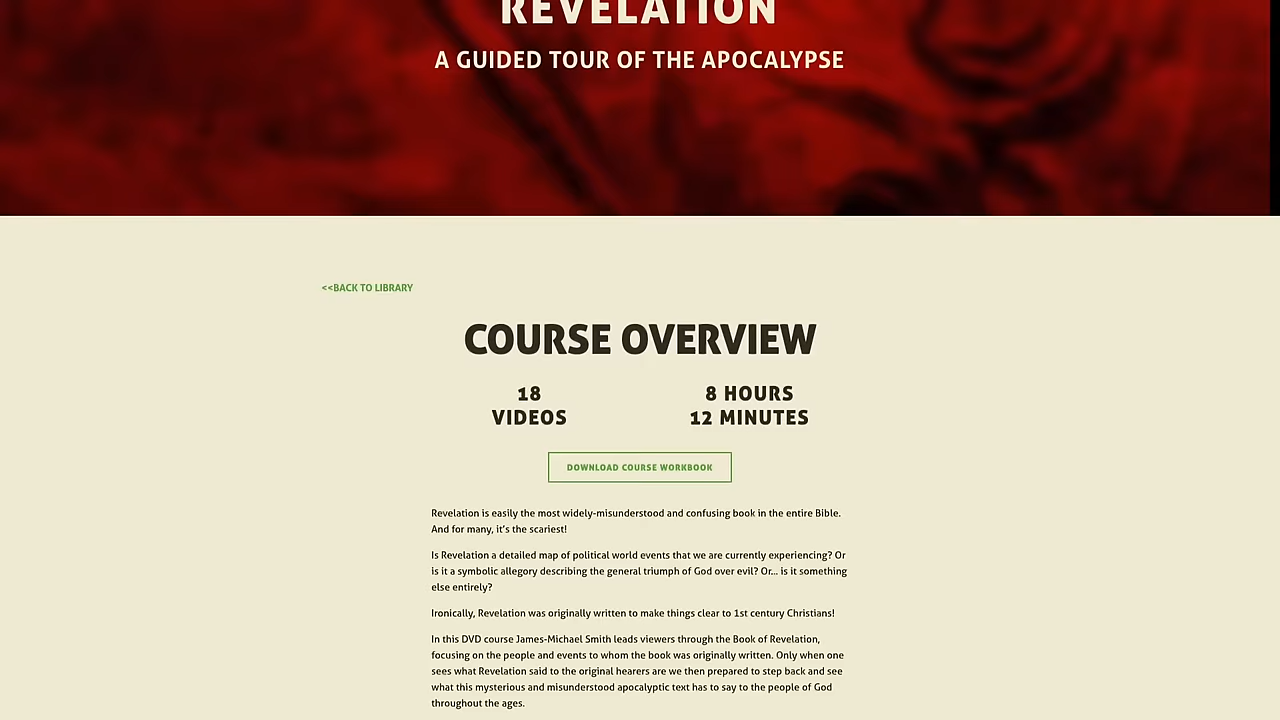 REVELATION
A GUIDED TOUR OF THE APOCALYPSE
<<BACK TO LIBRARY
COURSE OVERVIEW
18
VIDEOS
8 HOURS
12 MINUTES
DOWNLOAD COURSE WORKBOOK
Revelation is easily the most widely-misunderstood and confusing book in the entire Bible.
And for many, it's the scariest!
Is Revelation a detailed map of political world events that we are currently experiencing? Or
is it a symbolic allegory describing the general triumph of God over evil? Or... is it something
else entirely?
Ironically, Revelation was originally written to make things clear to 1st century Christians!
In this DVD course James-Michael Smith leads viewers through the Book of Revelation,
focusing on the people and events to whom the book was originally written. Only when one
sees what Revelation said to the original hearers are we then prepared to step back and see
what this mysterious and misunderstood apocalyptic text has to say to the people of God
throughout the ages.